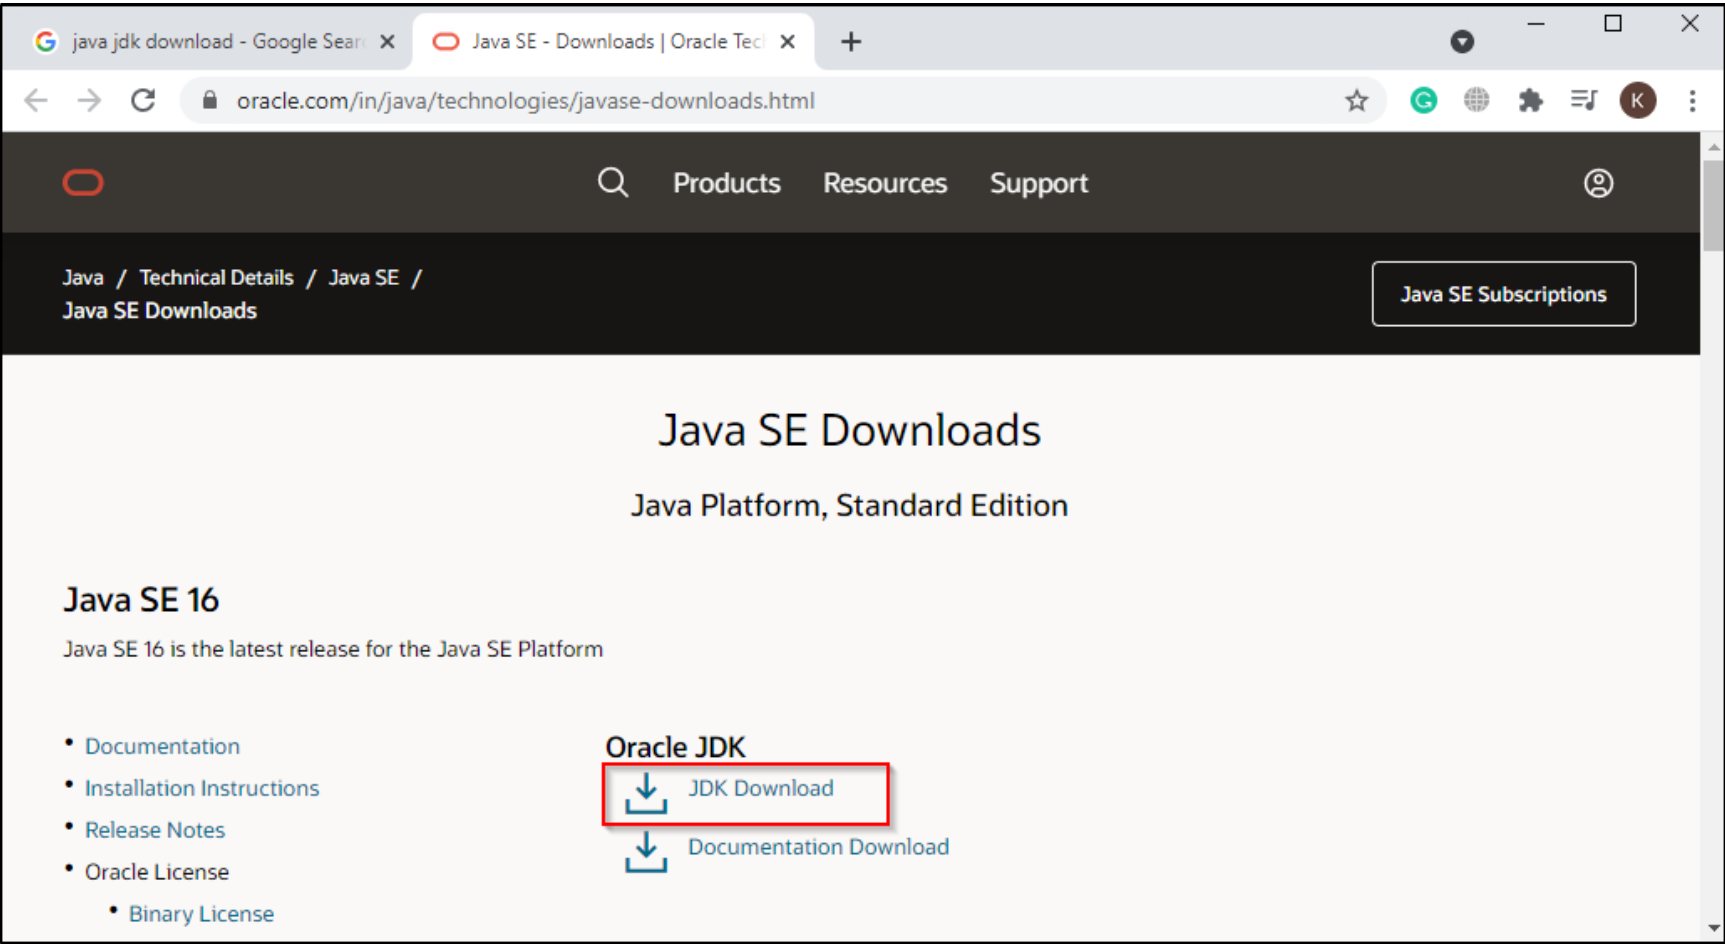 java jdk download - Google Sear
Java SE - Downloads | Oracle Tec
oracle.com/in/java/technologies/javase-downloads.html
K
Products Resources Support
Java / Technical Details / Java SE /
Java SE Downloads
Java SE Subscriptions
Java SE Downloads
Java Platform, Standard Edition
Java SE 16
Java SE 16 is the latest release for the Java SE Platform
• Documentation
• Installation Instructions
• Release Notes
• Oracle License
• Binary License
Oracle JDK
JDK Download
Documentation Download